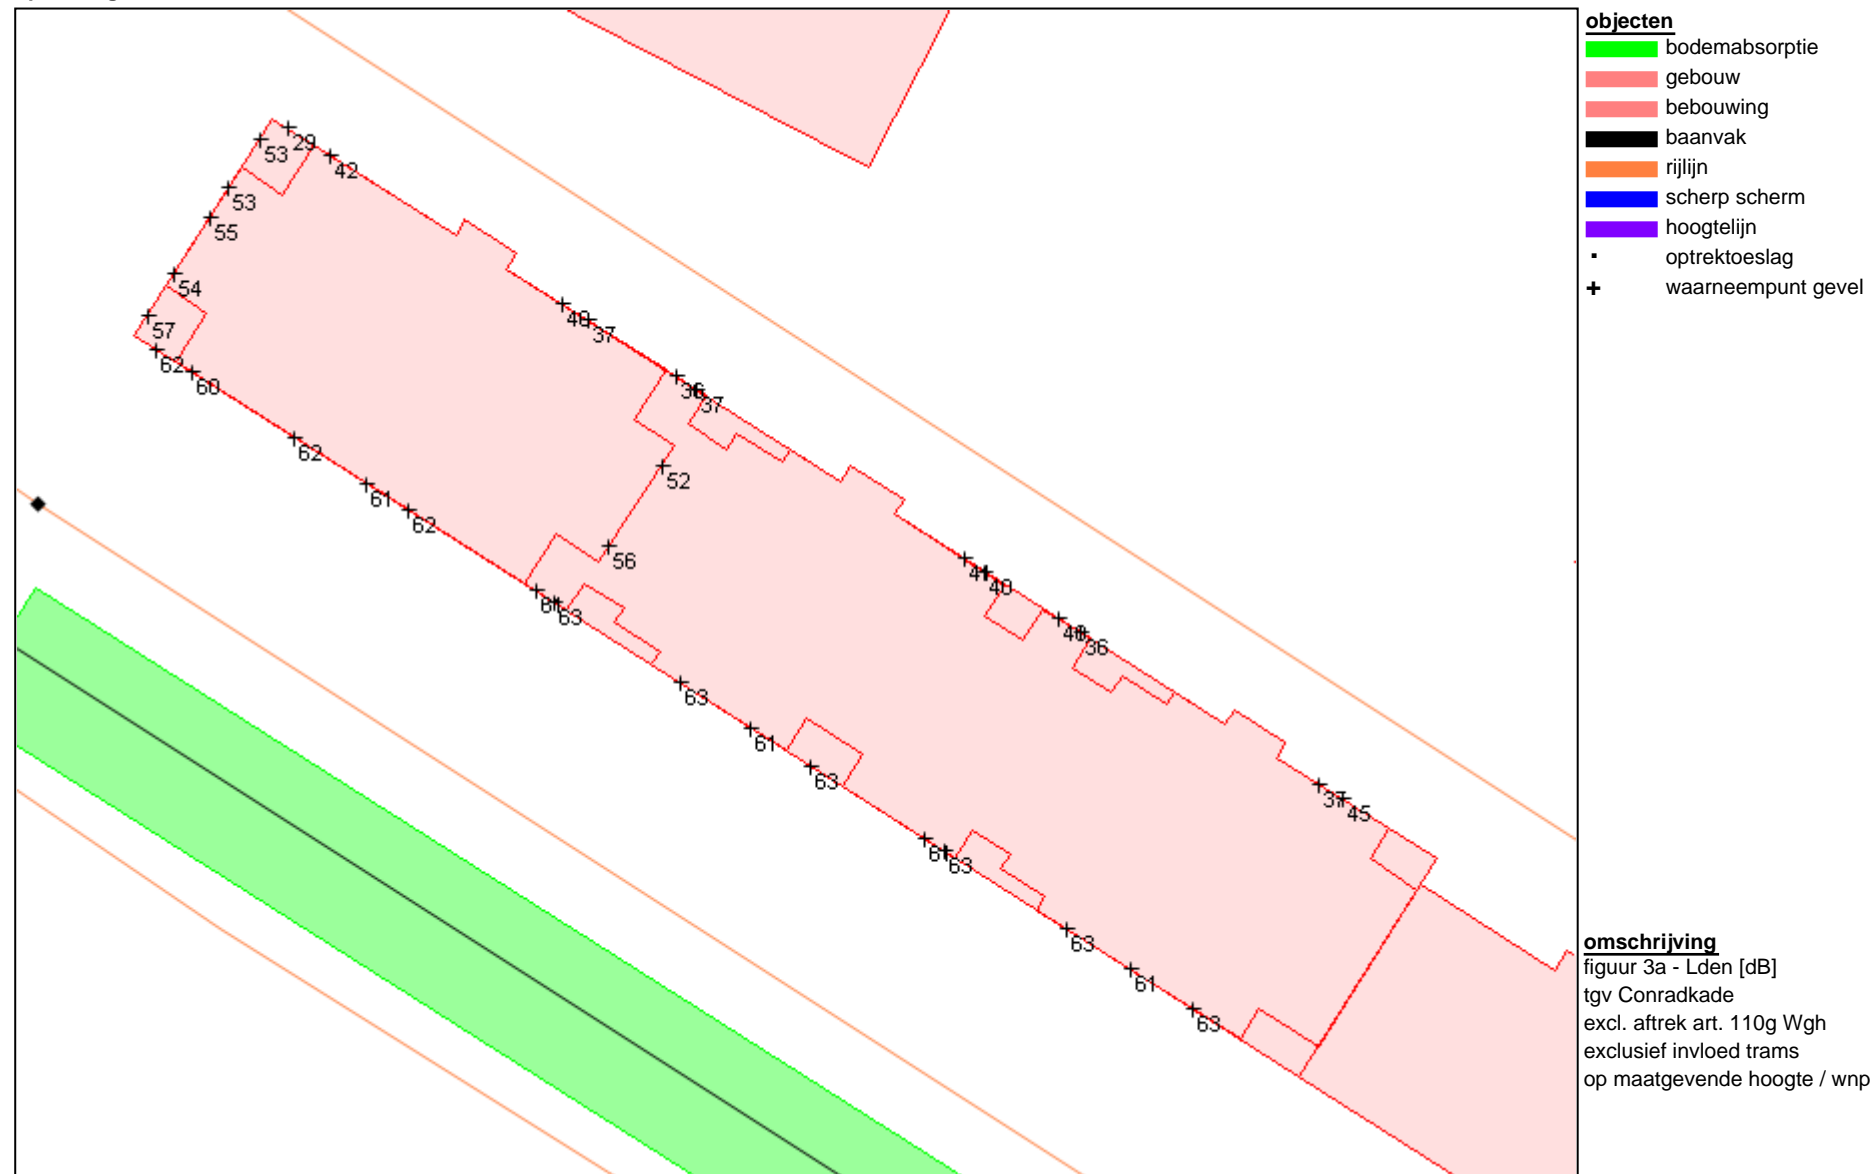 objecten
bodemabsorptie
gebouw
bebouwing
baanvak
rijlijn
scherp scherm
hoogtelijn
optrektoeslag
waarneempunt gevel
29
53
42
53
55
54
57
62
60
40
37
36
37
62
52
61
62
56
63
41
40
40
36
63
61
63
37
45
61
63
63
61
63
omschrijving
figuur 3a - Lden [dB]
tgv Conradkade
excl. aftrek art. 110g Wgh
exclusief invloed trams
op maatgevende hoogte / wnp